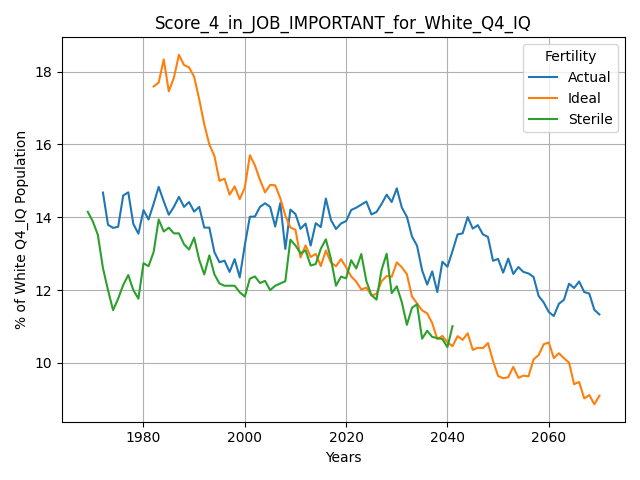 Score_4_in_JOB_IMPORTANT_for_White_Q4_IQ
Fertility
Actual
Ideal
Sterile
% of White Q4_IQ Population
18
16
14
12
10
1980
2000
2020
2040
2060
Years